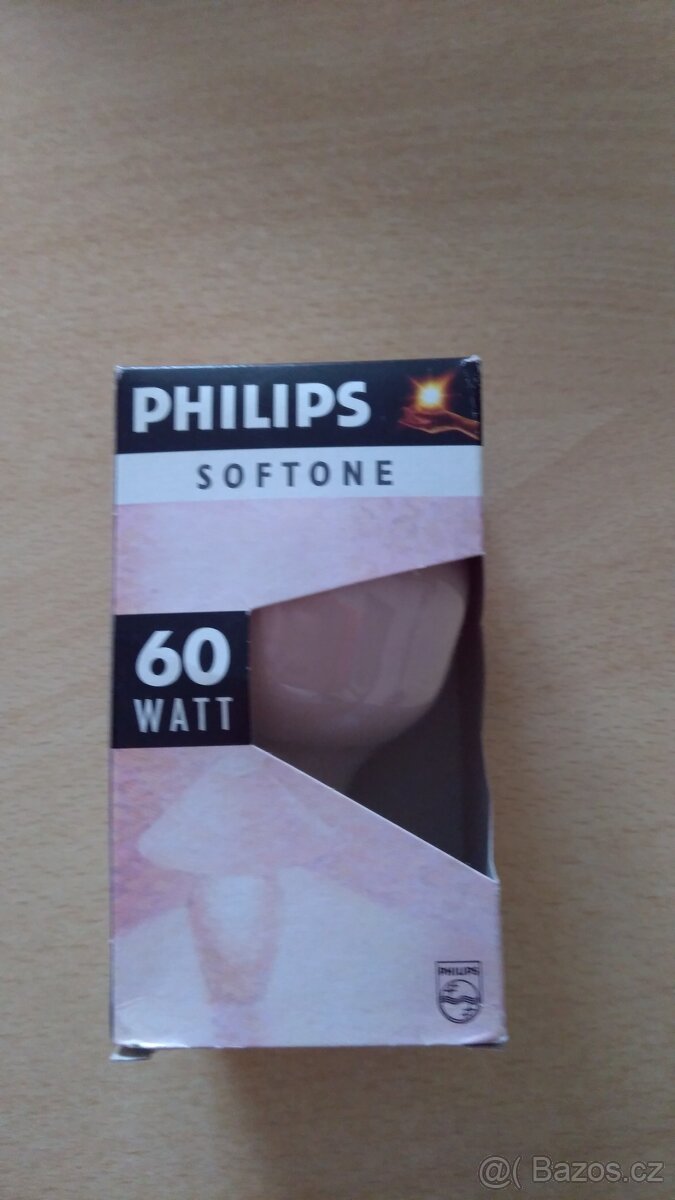 PHILIPS
SOFTONE
60
WATT
PHILIPS
@( Bazos.cz